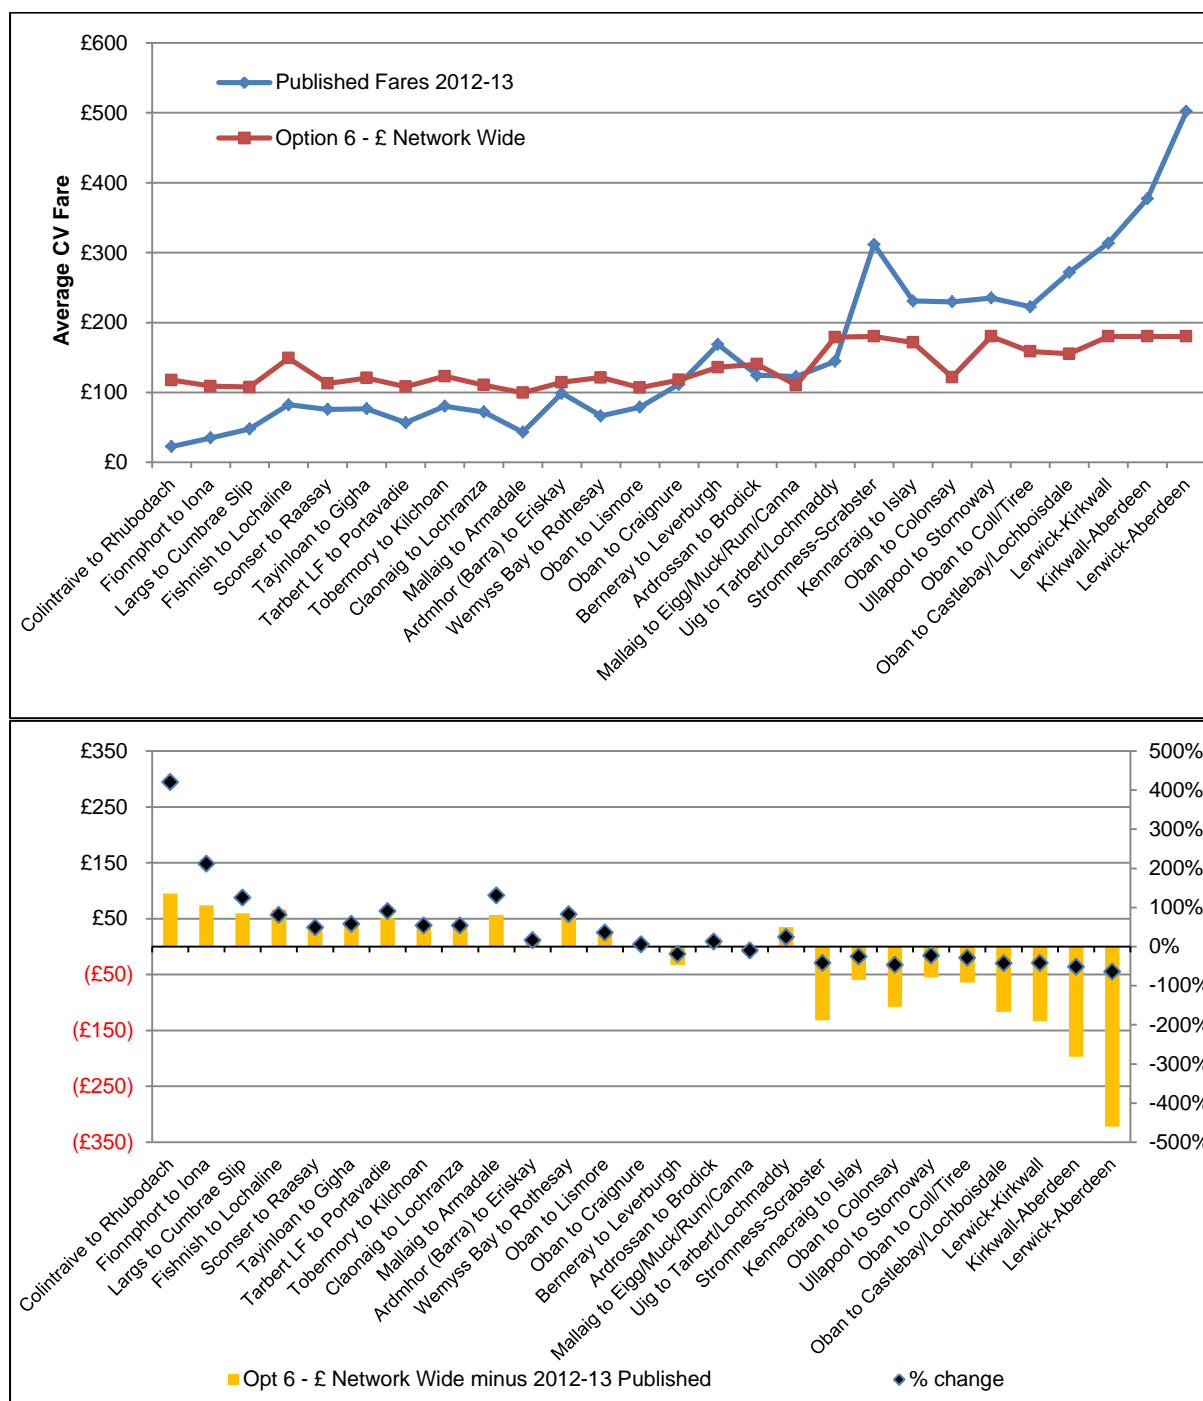 £600
£500
£400
£300
£200
£100
£0
Average CV Fare
Published Fares 2012-13
Option 6 - £ Network Wide
Colintraive to Rhubodach
Fionnphort to Iona
Largs to Cumbrae Slip
Fishnish to Lochaline
Sconser to Raasay
Tayinloan to Gigha
Tarbert LF to Portavadie
Tobermory to Kilchoan
Claonaig to Lochranza
Mallaig to Armadale
Ardmhor (Barra) to Eriskay
Wemyss Bay to Rothesay
Oban to Lismore
Oban to Craignure
Berneray to Leverburgh
Ardrossan to Brodick
Mallaig to Eigg/Muck/Rum/Canna
Uig to Tarbert/Lochmaddy
Stromness-Scrabster
Kennacraig to Islay
Oban to Colonsay
Ullapool to Stornoway
Oban to Coll/Tiree
Oban to Castlebay/Lochboisdale
Lerwick-Kirkwall
Kirkwall-Aberdeen
Lerwick-Aberdeen
£350
£250
£150
£50
(£50)
(£150)
(£250)
(£350)
500%
400%
300%
200%
100%
0%
-100%
-200%
-300%
-400%
-500%
Colintraive to Rhubodach
Fionnphort to Iona
Largs to Cumbrae Slip
Fishnish to Lochaline
Sconser to Raasay
Tayinloan to Gigha
Tarbert LF to Portavadie
Tobermory to Kilchoan
Claonaig to Lochranza
Mallaig to Armadale
Ardmhor (Barra) to Eriskay
Wemyss Bay to Rothesay
Oban to Lismore
Oban to Craignure
Berneray to Leverburgh
Ardrossan to Brodick
Mallaig to Eigg/Muck/Rum/Canna
Uig to Tarbert/Lochmaddy
Stromness-Scrabster
Kennacraig to Islay
Oban to Colonsay
Ullapool to Stornoway
Oban to Coll/Tiree
Oban to Castlebay/Lochboisdale
Lerwick-Kirkwall
Kirkwall-Aberdeen
Lerwick-Aberdeen
Opt 6 - £ Network Wide minus 2012-13 Published
% change